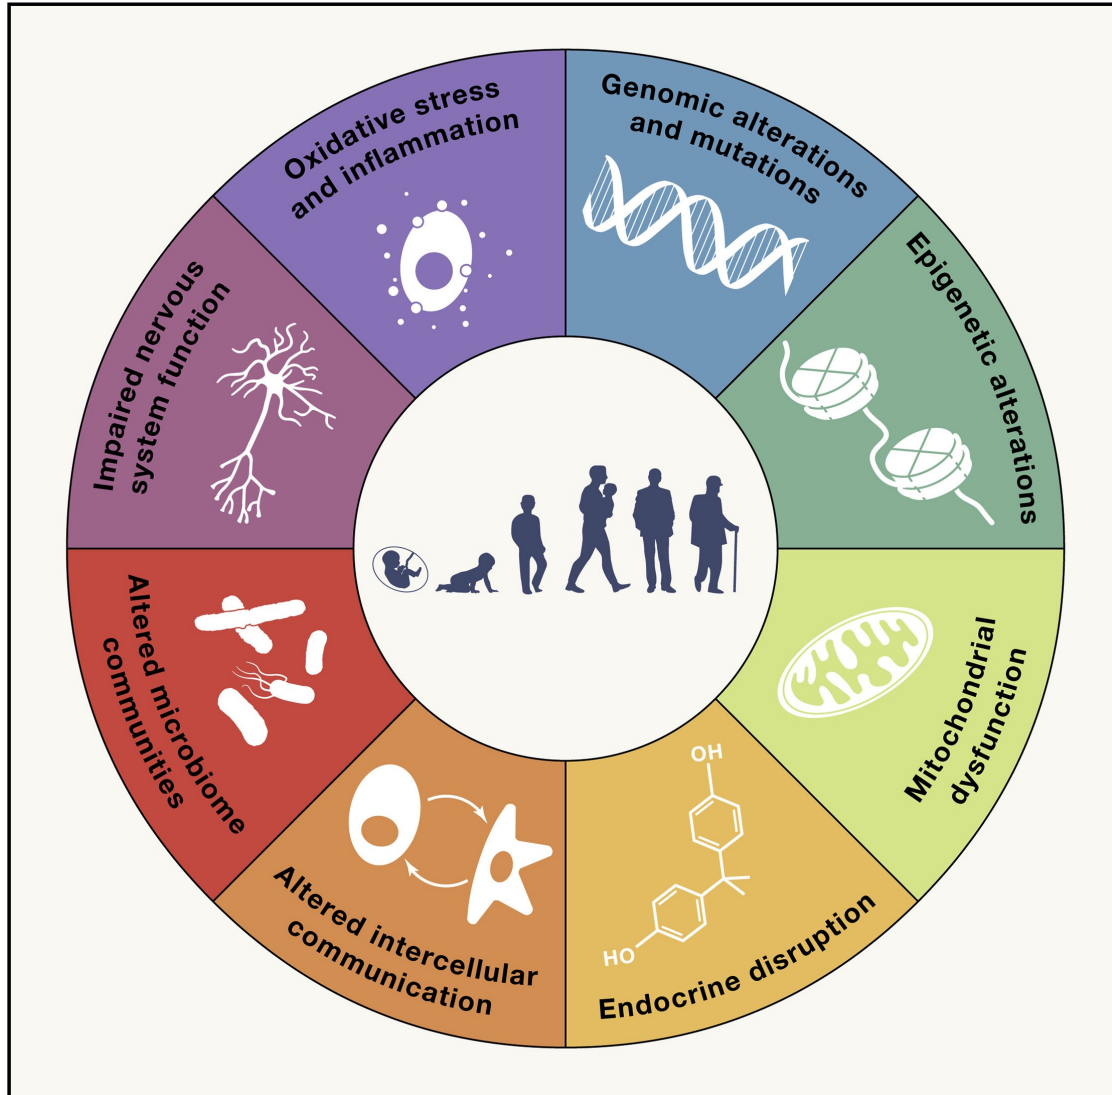 Oxidative stress
and inflammation
Genomic alterations
and mutations
Epigenetic alterations
Mitochondrial
dysfunction
OH
HO
Endocrine disruption
Altered intercellular
communication
Altered microbiome
communities
Impaired nervous
system function